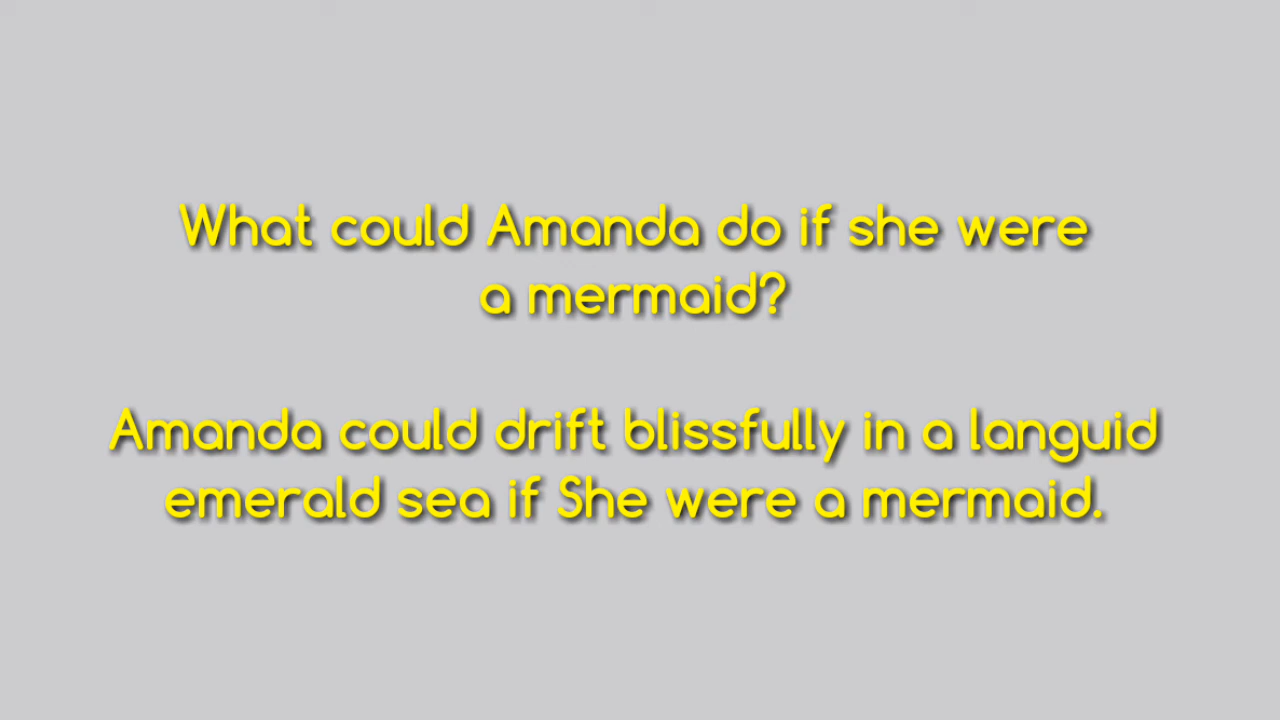 What could Amanda do if she were
a mermaid?
Amanda could drift blissfully in a languid
emerald sea if She were a mermaid.